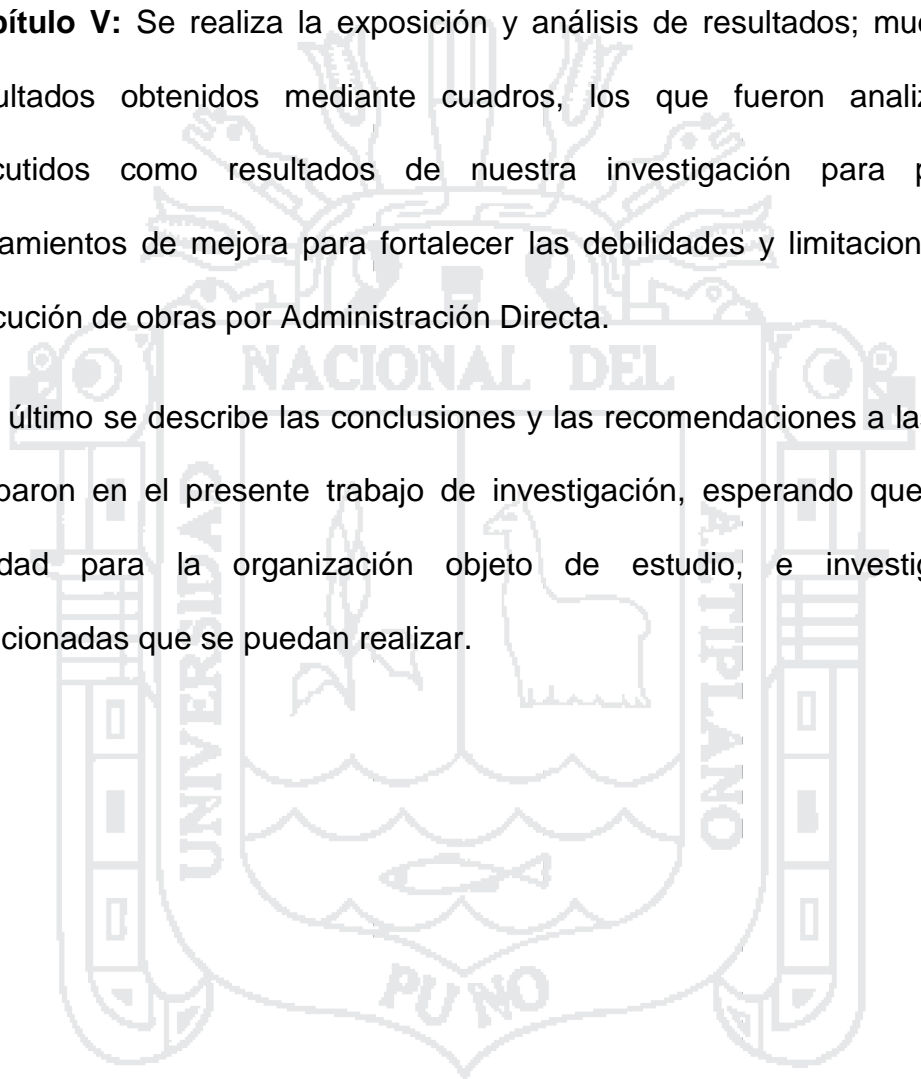 pítulo V: Se realiza la exposición y análisis de resultados; mue
ultados obtenidos mediante cuadros, los que fueron analiz
cutidos como resultados de nuestra investigación para p
amientos de mejora para fortalecer las debilidades y limitacion
cución de obras por Administración Directa.
último se describe las conclusiones y las recomendaciones a la
baron en el presente trabajo de investigación, esperando que
idad para la organización objeto de estudio, e investig
cionadas que se puedan realizar.
NACIONAL DEL
UNIVERSIDAD
ALTIPLANO
PUNO